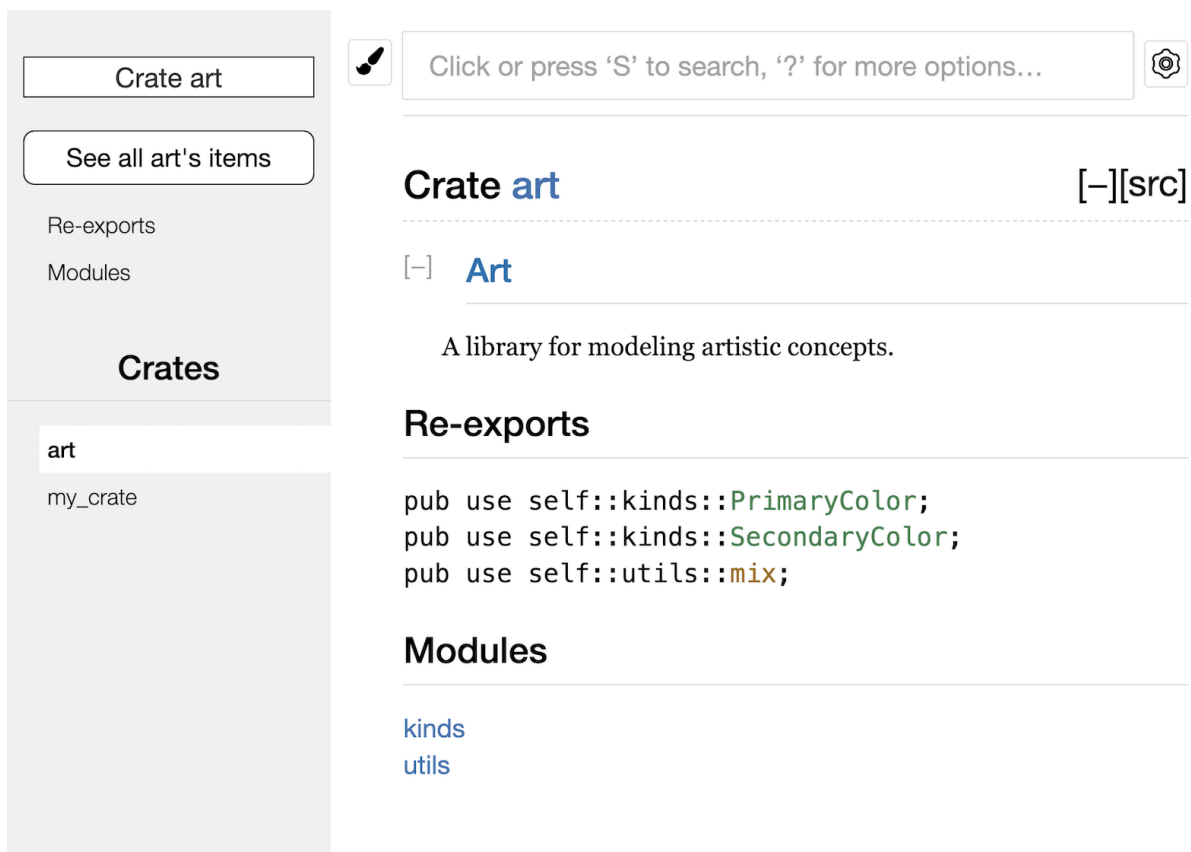 Crate art
See all art's items
Re-exports
Modules
Crates
art
my_crate
Click or press ‘S’ to search, ‘?’ for more options…
Crate art [−][src]
[−] Art
A library for modeling artistic concepts.
Re-exports
pub use self::kinds::PrimaryColor;
pub use self::kinds::SecondaryColor;
pub use self::utils::mix;
Modules
kinds
utils